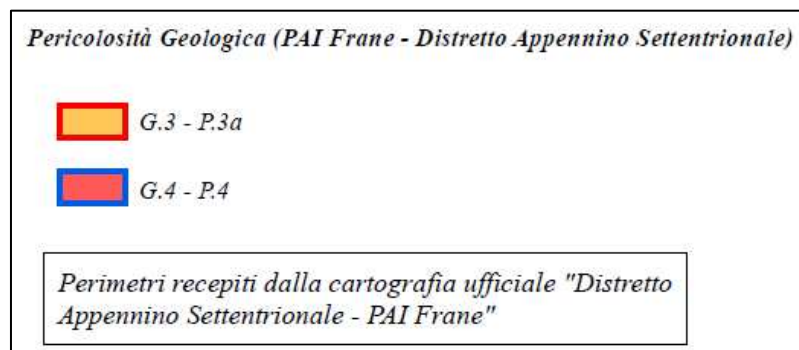 Pericolosità Geologica (PAI Frane - Distretto Appennino Settentrionale)
G.3 - P.3a
G.4 - P.4
Perimetri recepiti dalla cartografia ufficiale "Distretto
Appennino Settentrionale - PAI Frane"